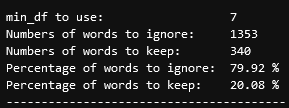 min_df to use: 7
Numbers of words to ignore: 1353
Numbers of words to keep: 340
Percentage of words to ignore: 79.92 %
Percentage of words to keep: 20.08 %
--------------------------------------